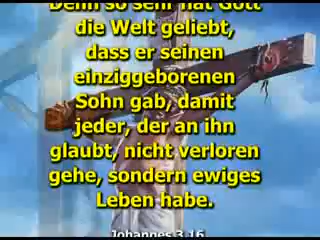 Denn so sehr hat Gott
die Welt geliebt,
dass er seinen
einziggeborenen
Sohn gab, damit
jeder, der an ihn
glaubt, nicht verloren
gehe, sondern ewiges
Leben habe.
Johannes 3,16